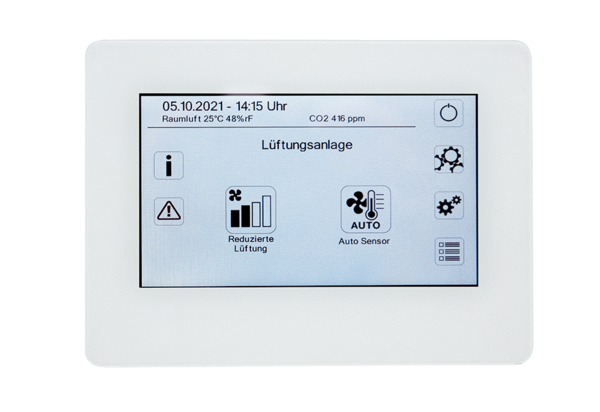 05.10.2021 - 14:15 Uhr
Raumluft 25°C 48%rF CO2 416 ppm
Lüftungsanlage
i
AUTO
Reduzierte
Lüftung
Auto Sensor